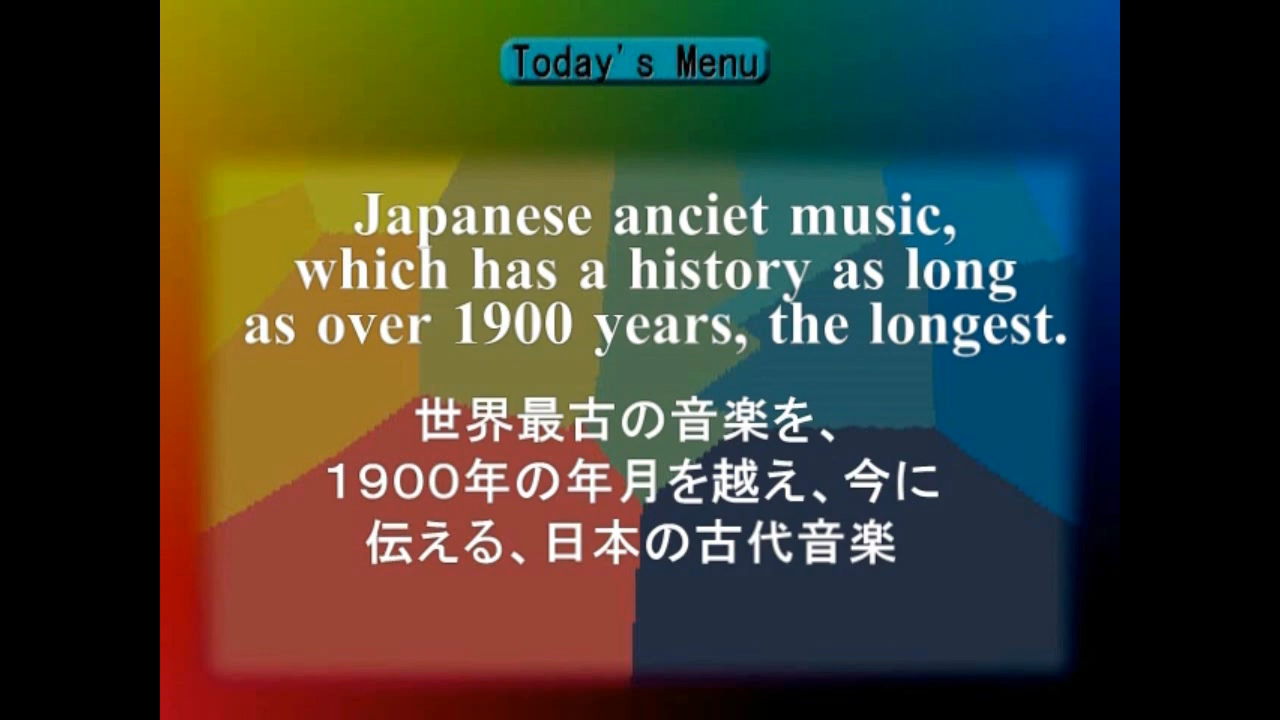 Today's Menu
Japanese anciet music,
which has a history as long
as over 1900 years, the longest.
世界最古の音楽を、
１９００年の年月を越え、今に
伝える、日本の古代音楽